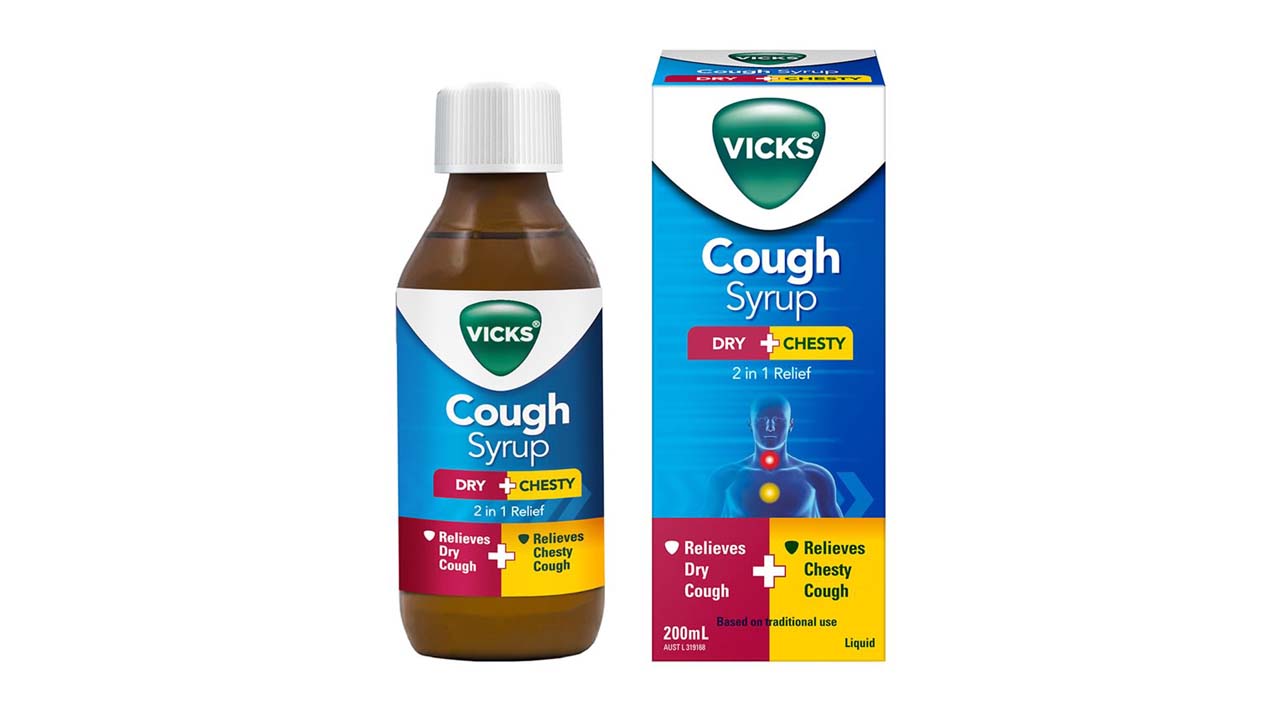 VICKS®
Cough
Syrup
DRY + CHESTY
2 in 1 Relief
Relieves
Dry
Cough
+
Relieves
Chesty
Cough
VICKS
Cough Syrup
DRY + CHESTY
VICKS®
Cough
Syrup
DRY + CHESTY
2 in 1 Relief
Relieves
Dry
Cough
+
Relieves
Chesty
Cough
Based on traditional use
200mL
AUST L 319168
Liquid